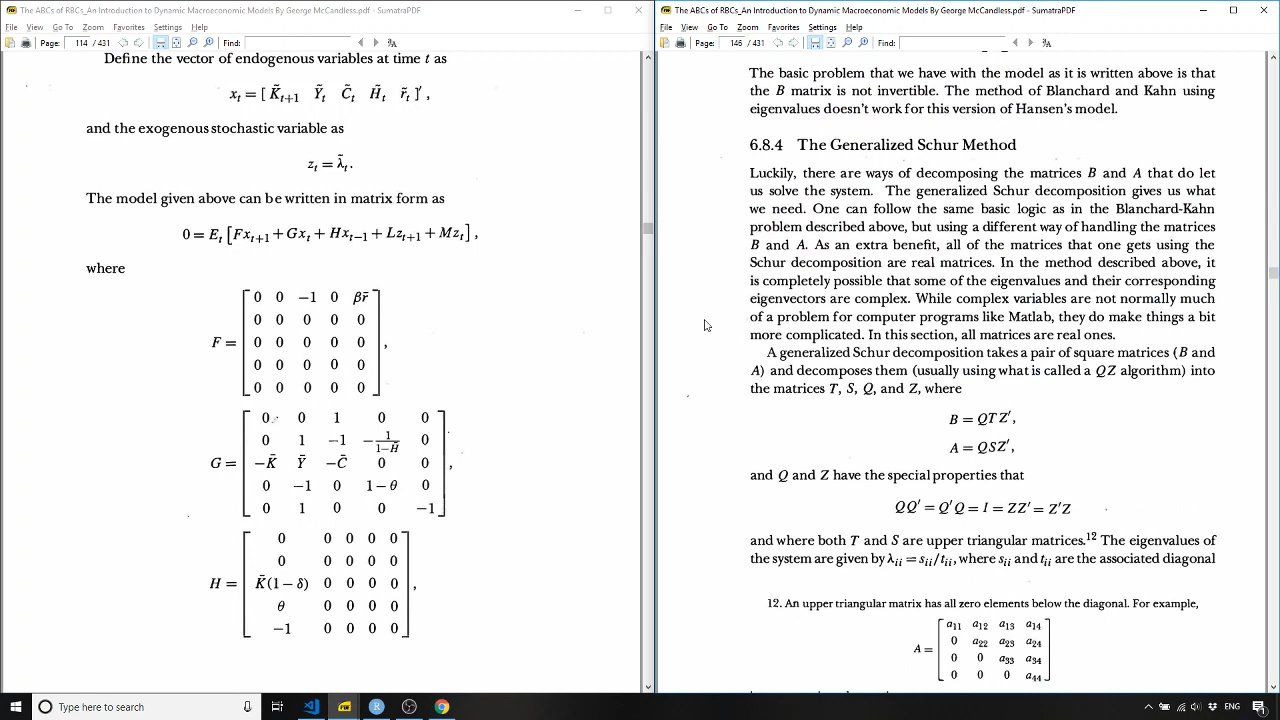 The ABCs of RBCs_An Introduction to Dynamic Macroeconomic Models By George McCandless.pdf - SumatraPDF
File View Go To Zoom Favorites Settings Help
Page: 114 / 431 Find:
Define the vector of endogenous variables at time t as
xₜ = [ K̃ₜ₊₁ Ỹₜ C̃ₜ H̃ₜ r̃ₜ ]′ ,
and the exogenous stochastic variable as
zₜ = λ̃ₜ.
The model given above can be written in matrix form as
0 = Eₜ [Fxₜ₊₁ + Gxₜ + Hxₜ₋₁ + Lzₜ₊₁ + Mzₜ] ,
where
0 0 −1 0 βr̄
0 0 0 0 0
F = 0 0 0 0 0 ,
0 0 0 0 0
0 0 0 0 0
0 0 1 0 0
0 1 −1 −1/(1−H̄) 0
G = −K̄ Ȳ −C̄ 0 0 ,
0 −1 0 1 − θ 0
0 1 0 0 −1
0 0 0 0 0
0 0 0 0 0
H = K̄(1 − δ) 0 0 0 0 ,
θ 0 0 0 0
−1 0 0 0 0
The ABCs of RBCs_An Introduction to Dynamic Macroeconomic Models By George McCandless.pdf - SumatraPDF
File View Go To Zoom Favorites Settings Help
Page: 146 / 431 Find:
The basic problem that we have with the model as it is written above is that
the B matrix is not invertible. The method of Blanchard and Kahn using
eigenvalues doesn't work for this version of Hansen's model.
6.8.4 The Generalized Schur Method
Luckily, there are ways of decomposing the matrices B and A that do let
us solve the system. The generalized Schur decomposition gives us what
we need. One can follow the same basic logic as in the Blanchard-Kahn
problem described above, but using a different way of handling the matrices
B and A. As an extra benefit, all of the matrices that one gets using the
Schur decomposition are real matrices. In the method described above, it
is completely possible that some of the eigenvalues and their corresponding
eigenvectors are complex. While complex variables are not normally much
of a problem for computer programs like Matlab, they do make things a bit
more complicated. In this section, all matrices are real ones.
A generalized Schur decomposition takes a pair of square matrices (B and
A) and decomposes them (usually using what is called a QZ algorithm) into
the matrices T, S, Q, and Z, where
B = QTZ′,
A = QSZ′,
and Q and Z have the special properties that
QQ′ = Q′Q = I = ZZ′ = Z′Z
and where both T and S are upper triangular matrices.¹² The eigenvalues of
the system are given by λᵢᵢ = sᵢᵢ/tᵢᵢ, where sᵢᵢ and tᵢᵢ are the associated diagonal
12. An upper triangular matrix has all zero elements below the diagonal. For example,
a₁₁ a₁₂ a₁₃ a₁₄
A = 0 a₂₂ a₂₃ a₂₄
0 0 a₃₃ a₃₄
0 0 0 a₄₄
Type here to search
ENG